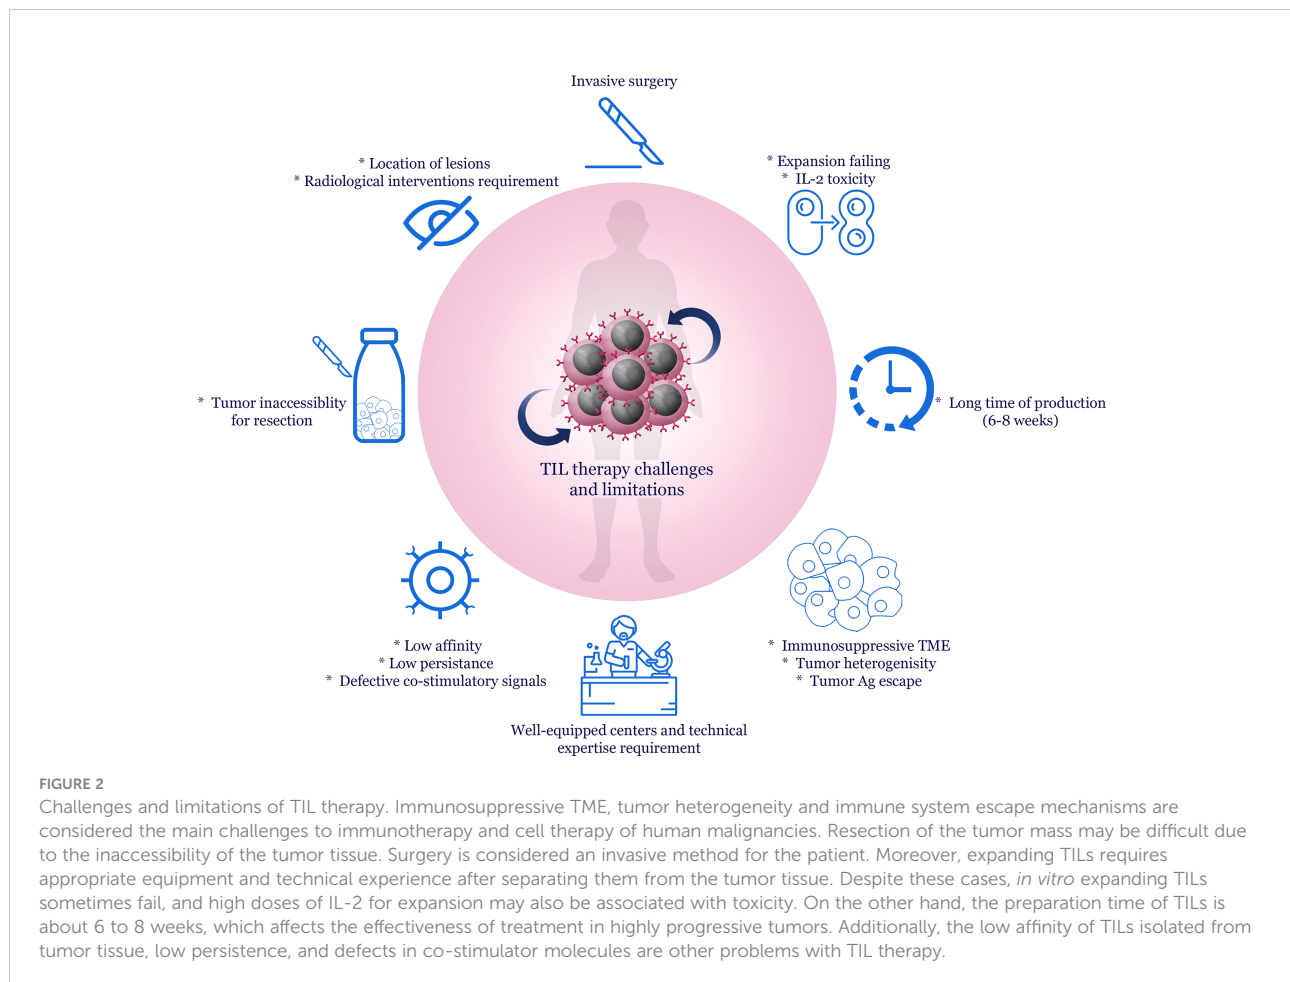 Invasive surgery
* Location of lesions
* Radiological interventions requirement
* Expansion failing
* IL-2 toxicity
* Tumor inaccessiblity
for resection
* Long time of production
(6-8 weeks)
TIL therapy challenges
and limitations
* Low affinity
* Low persistance
* Defective co-stimulatory signals
* Immunosuppressive TME
* Tumor heterogenisity
* Tumor Ag escape
Well-equipped centers and technical
expertise requirement
FIGURE 2
Challenges and limitations of TIL therapy. Immunosuppressive TME, tumor heterogeneity and immune system escape mechanisms are
considered the main challenges to immunotherapy and cell therapy of human malignancies. Resection of the tumor mass may be difficult due
to the inaccessibility of the tumor tissue. Surgery is considered an invasive method for the patient. Moreover, expanding TILs requires
appropriate equipment and technical experience after separating them from the tumor tissue. Despite these cases, in vitro expanding TILs
sometimes fail, and high doses of IL-2 for expansion may also be associated with toxicity. On the other hand, the preparation time of TILs is
about 6 to 8 weeks, which affects the effectiveness of treatment in highly progressive tumors. Additionally, the low affinity of TILs isolated from
tumor tissue, low persistence, and defects in co-stimulator molecules are other problems with TIL therapy.